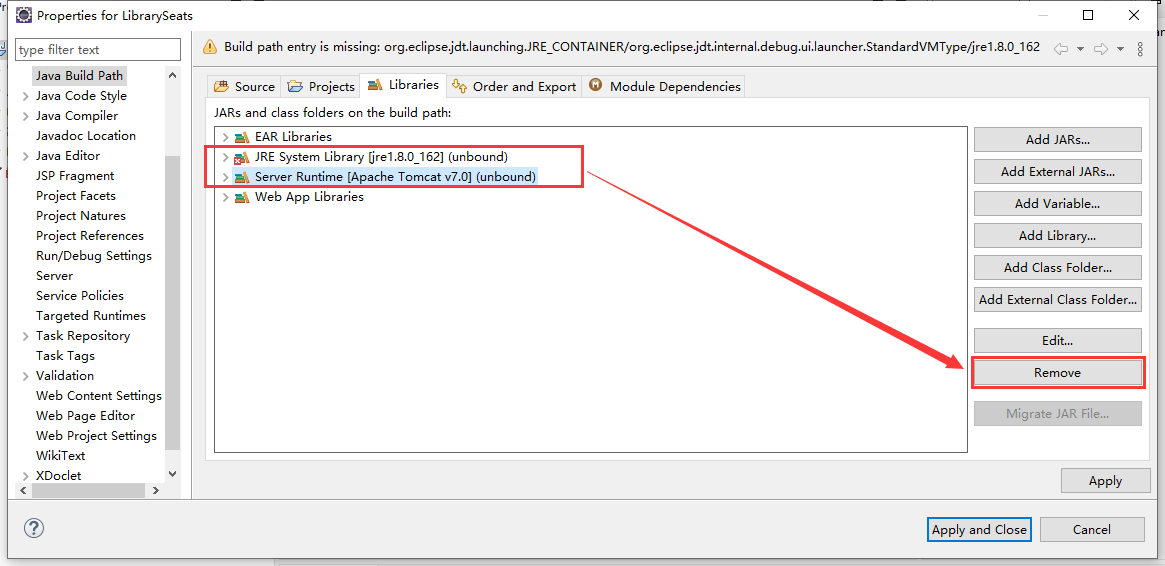 Properties for LibrarySeats
type filter text
Build path entry is missing: org.eclipse.jdt.launching.JRE_CONTAINER/org.eclipse.jdt.internal.debug.ui.launcher.StandardVMType/jre1.8.0_162
Java Build Path
Java Code Style
Java Compiler
Javadoc Location
Java Editor
JSP Fragment
Project Facets
Project Natures
Project References
Run/Debug Settings
Server
Service Policies
Targeted Runtimes
Task Repository
Task Tags
Validation
Web Content Settings
Web Page Editor
Web Project Settings
WikiText
XDoclet
Source
Projects
Libraries
Order and Export
Module Dependencies
JARs and class folders on the build path:
EAR Libraries
JRE System Library [jre1.8.0_162] (unbound)
Server Runtime [Apache Tomcat v7.0] (unbound)
Web App Libraries
Add JARs...
Add External JARs...
Add Variable...
Add Library...
Add Class Folder...
Add External Class Folder...
Edit...
Remove
Migrate JAR File...
Apply
Apply and Close
Cancel